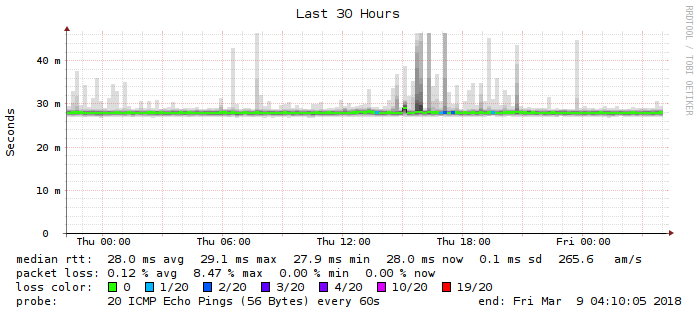 Last 30 Hours
RRDTOOL / TOBI OETIKER
Seconds
40 m
30 m
20 m
10 m
0
Thu 00:00 Thu 06:00 Thu 12:00 Thu 18:00 Fri 00:00
median rtt: 28.0 ms avg 29.1 ms max 27.9 ms min 28.0 ms now 0.1 ms sd 265.6 am/s
packet loss: 0.12 % avg 8.47 % max 0.00 % min 0.00 % now
loss color: 0 1/20 2/20 3/20 4/20 10/20 19/20
probe: 20 ICMP Echo Pings (56 Bytes) every 60s end: Fri Mar 9 04:10:05 2018